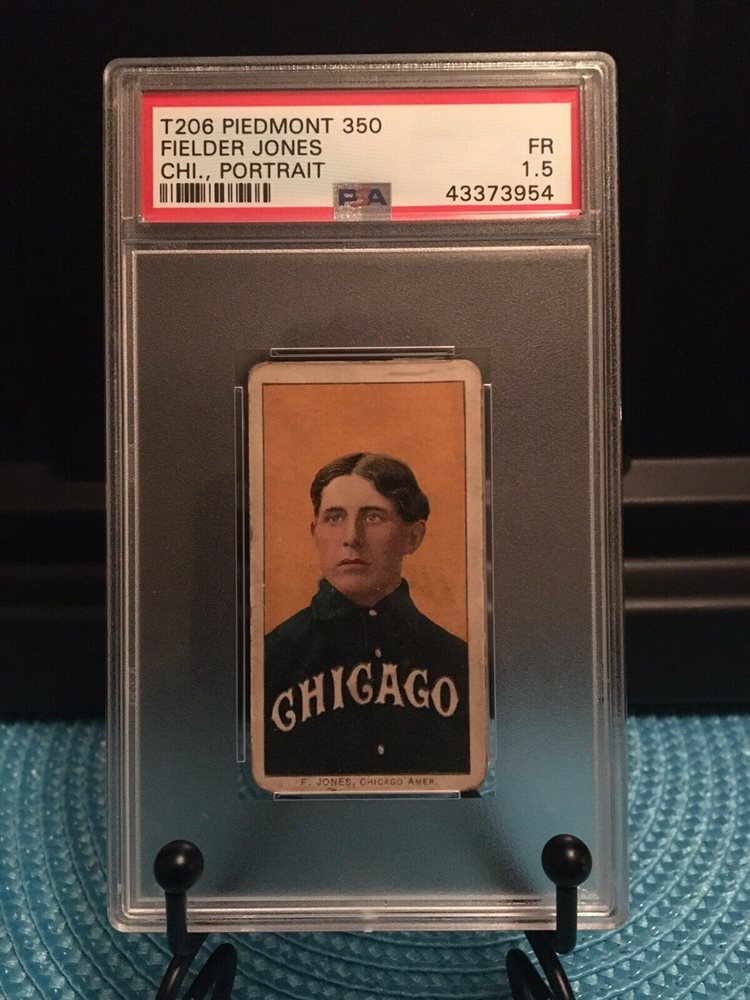 T206 PIEDMONT 350
FIELDER JONES FR
CHI., PORTRAIT 1.5
PSA 43373954
CHICAGO
F. JONES, CHICAGO AMER.